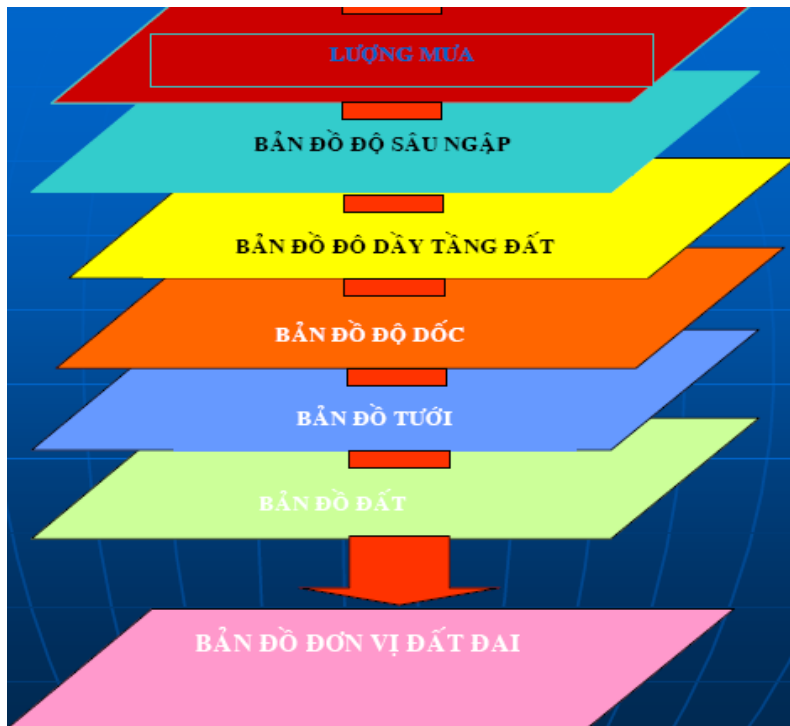 LƯỢNG MƯA
BẢN ĐỒ ĐỘ SÂU NGẬP
BẢN ĐỒ ĐÔ DẦY TẦNG ĐẤT
BẢN ĐỒ ĐỘ DỐC
BẢN ĐỒ TƯỚI
BẢN ĐỒ ĐẤT
BẢN ĐỒ ĐƠN VỊ ĐẤT ĐAI